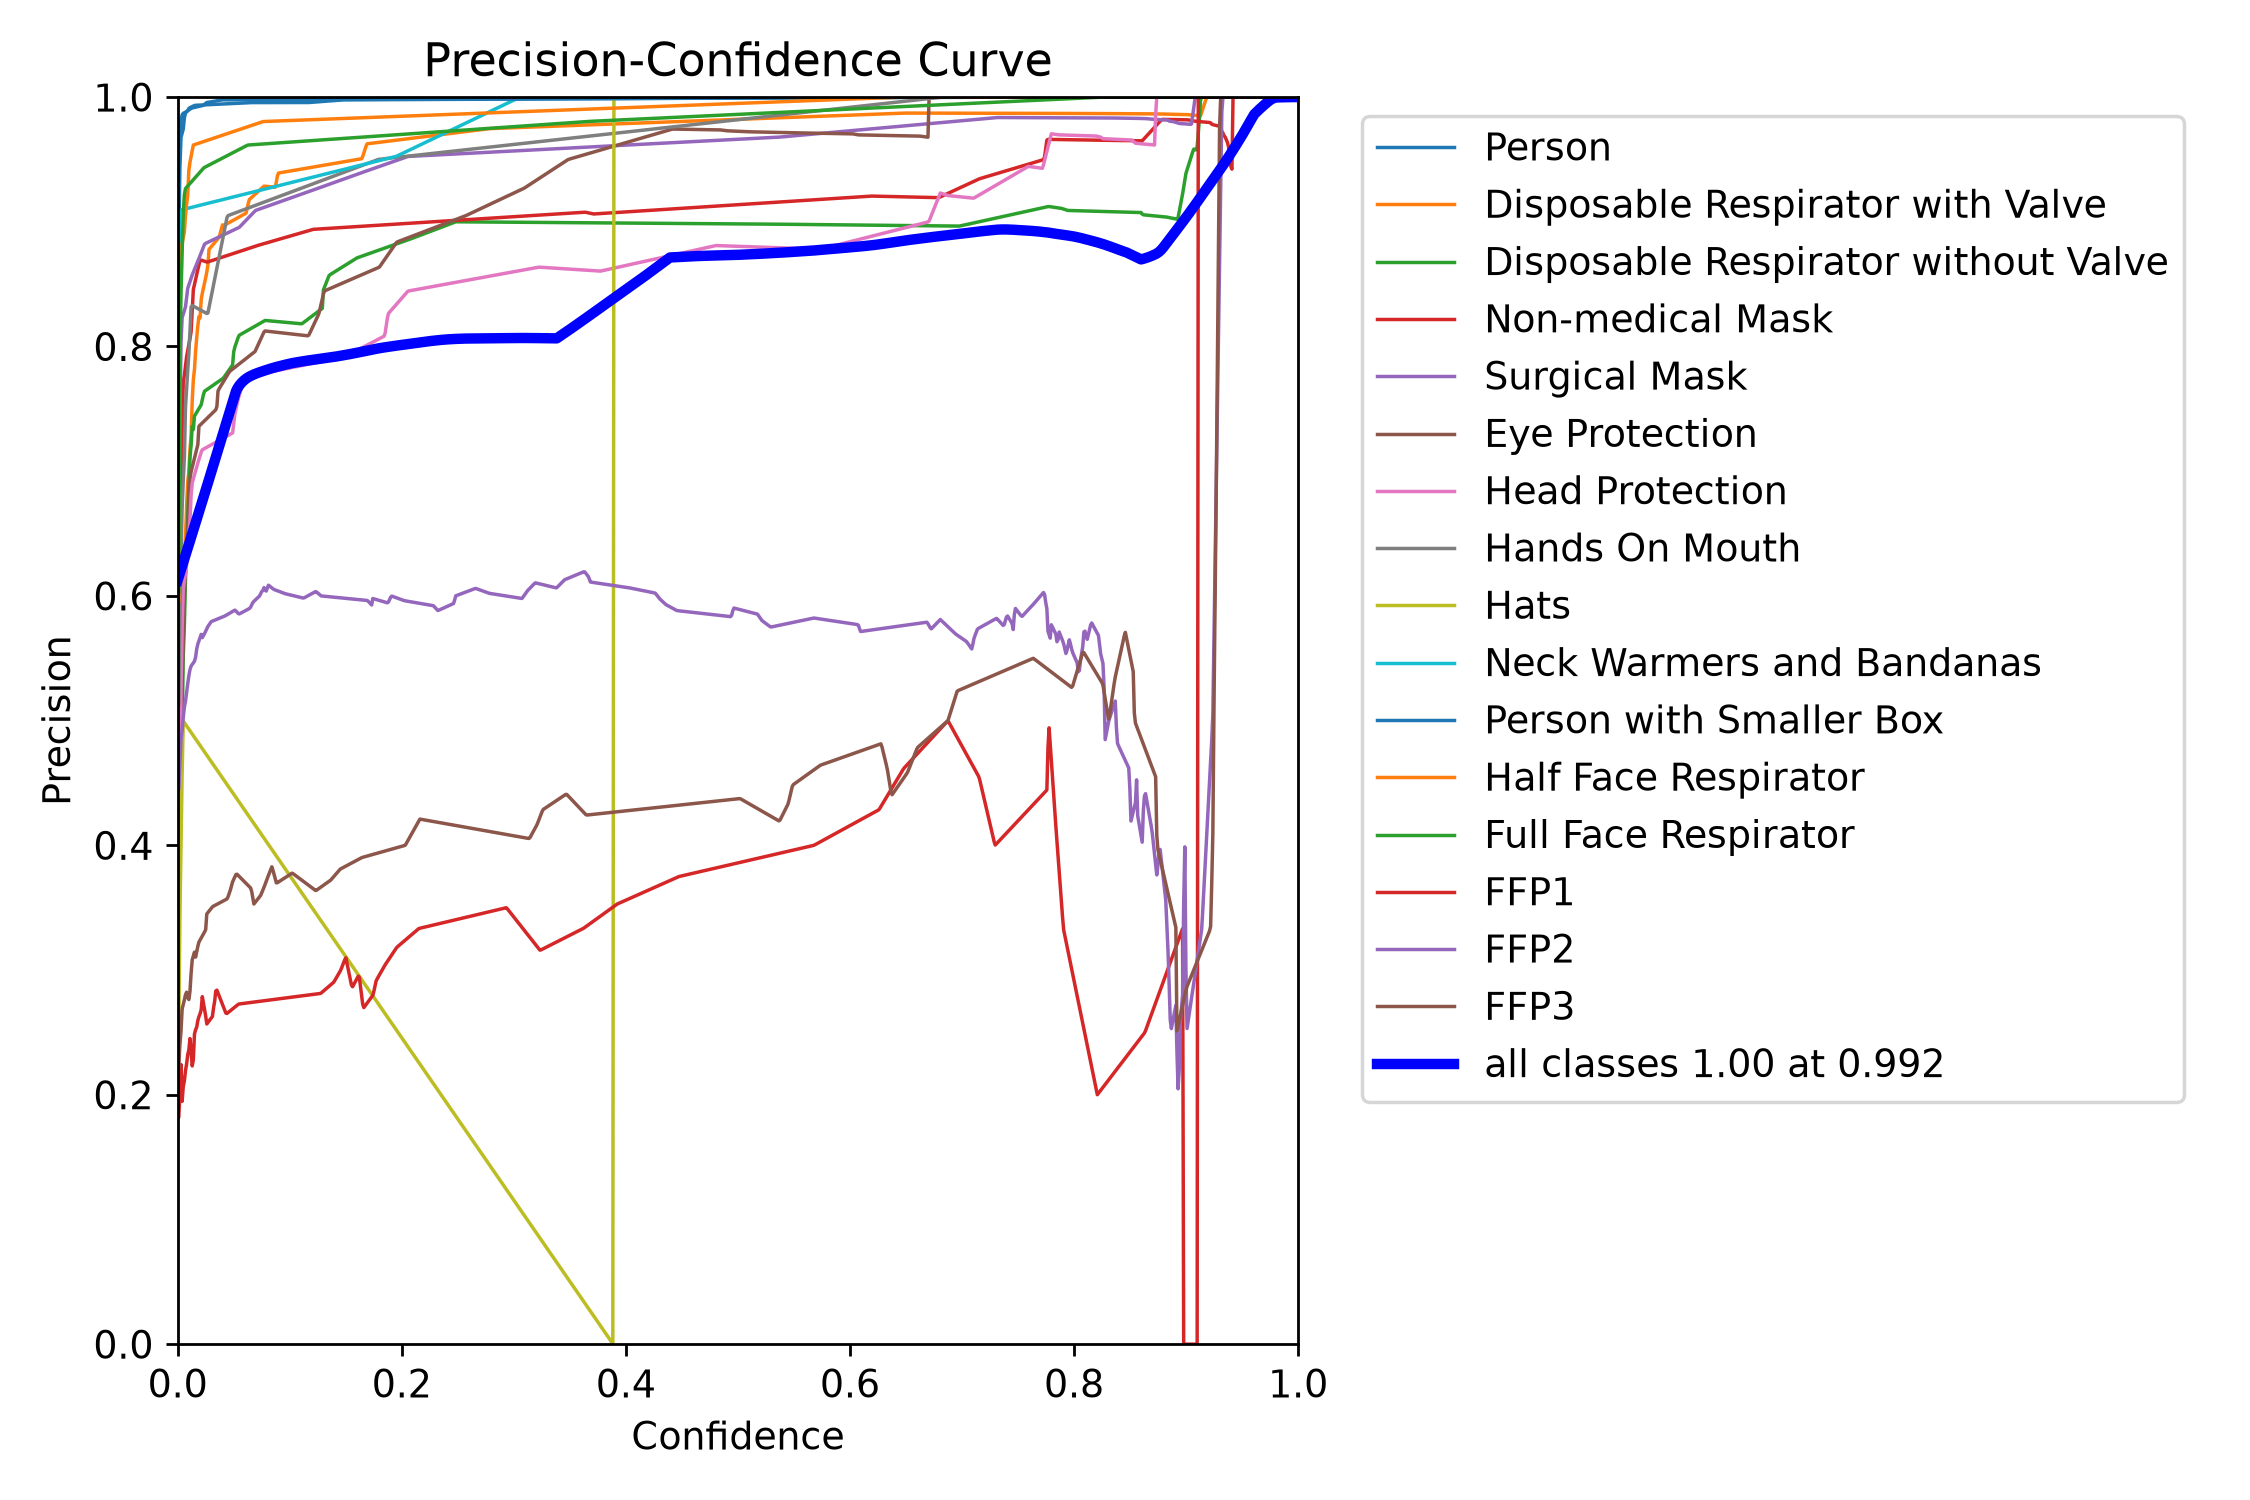 Precision-Confidence Curve
1.0
0.8
0.6
0.4
0.2
0.0
Precision
0.0 0.2 0.4 0.6 0.8 1.0
Confidence
Person
Disposable Respirator with Valve
Disposable Respirator without Valve
Non-medical Mask
Surgical Mask
Eye Protection
Head Protection
Hands On Mouth
Hats
Neck Warmers and Bandanas
Person with Smaller Box
Half Face Respirator
Full Face Respirator
FFP1
FFP2
FFP3
all classes 1.00 at 0.992